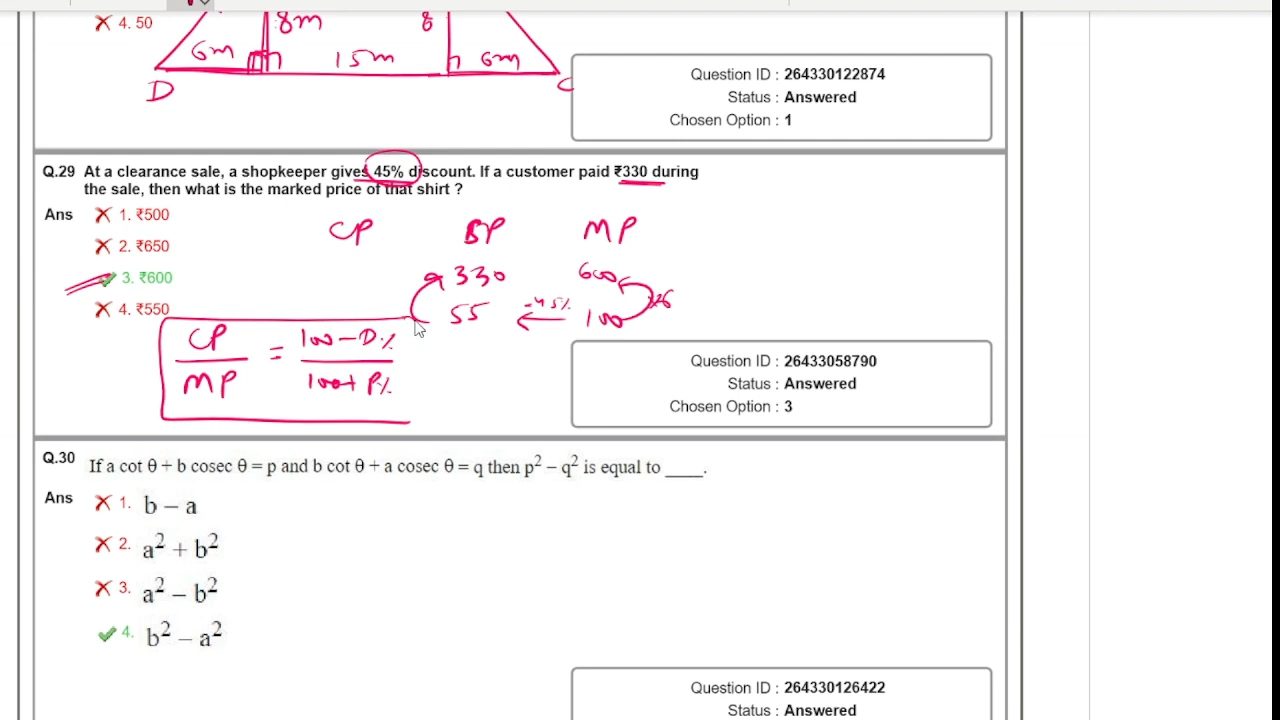 4. 50
8m
8
6m
15m
6m
D
C
Question ID : 264330122874
Status : Answered
Chosen Option : 1
Q.29 At a clearance sale, a shopkeeper gives 45% discount. If a customer paid ₹330 during
the sale, then what is the marked price of that shirt ?
Ans
1. ₹500
2. ₹650
3. ₹600
4. ₹550
CP SP MP
330 600
55 -45% 100
CP/MP = 100-D%/100+P%
Question ID : 26433058790
Status : Answered
Chosen Option : 3
Q.30 If a cot θ + b cosec θ = p and b cot θ + a cosec θ = q then p² − q² is equal to ____.
Ans
1. b − a
2. a² + b²
3. a² − b²
4. b² − a²
Question ID : 264330126422
Status : Answered